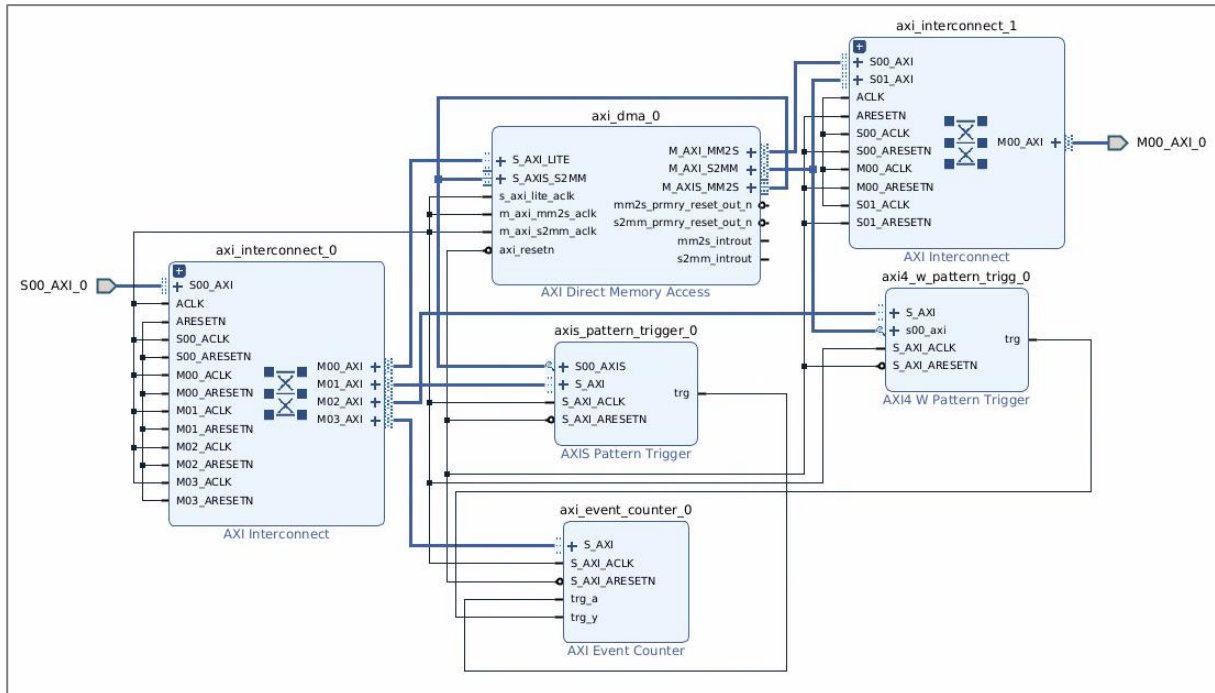 axi_interconnect_1
S00_AXI
S01_AXI
ACLK
ARESETN
S00_ACLK
S00_ARESETN
M00_ACLK
M00_ARESETN
S01_ACLK
S01_ARESETN
M00_AXI
M00_AXI_0
AXI Interconnect
axi_dma_0
S_AXI_LITE
S_AXIS_S2MM
s_axi_lite_aclk
m_axi_mm2s_aclk
m_axi_s2mm_aclk
axi_resetn
M_AXI_MM2S
M_AXI_S2MM
M_AXIS_MM2S
mm2s_prmry_reset_out_n
s2mm_prmry_reset_out_n
mm2s_introut
s2mm_introut
AXI Direct Memory Access
axi_interconnect_0
S00_AXI_0
S00_AXI
ACLK
ARESETN
S00_ACLK
S00_ARESETN
M00_ACLK
M00_ARESETN
M01_ACLK
M01_ARESETN
M02_ACLK
M02_ARESETN
M03_ACLK
M03_ARESETN
M00_AXI
M01_AXI
M02_AXI
M03_AXI
AXI Interconnect
axi4_w_pattern_trigg_0
S_AXI
s00_axi
S_AXI_ACLK
S_AXI_ARESETN
trg
AXI4 W Pattern Trigger
axis_pattern_trigger_0
S00_AXIS
S_AXI
S_AXI_ACLK
S_AXI_ARESETN
trg
AXIS Pattern Trigger
axi_event_counter_0
S_AXI
S_AXI_ACLK
S_AXI_ARESETN
trg_a
trg_y
AXI Event Counter